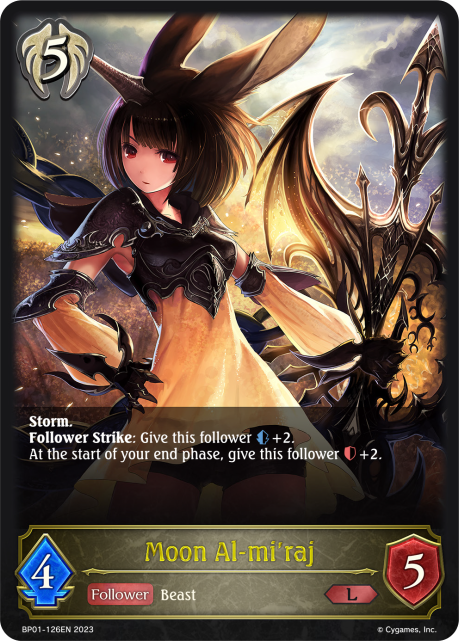 5
Storm.
Follower Strike: Give this follower +2.
At the start of your end phase, give this follower +2.
Moon Al-mi'raj
4
Follower Beast
L
5
BP01-126EN 2023
© Cygames, Inc.